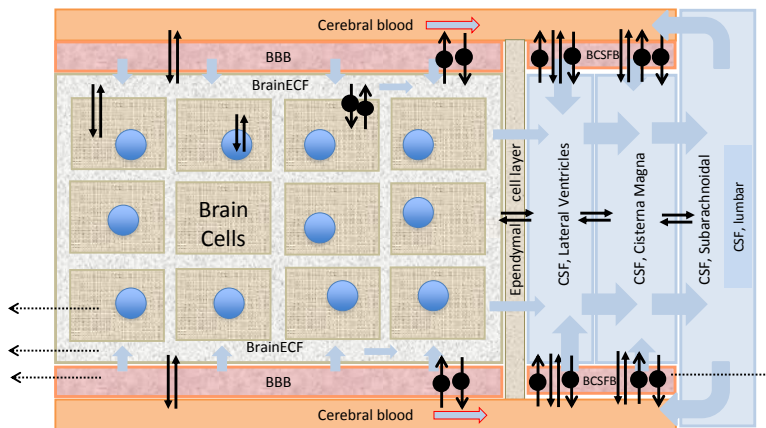 Cerebral blood
BBB
BCSFB
BrainECF
Brain
Cells
Ependymal cell layer
CSF, Lateral Ventricles
CSF, Cisterna Magna
CSF, Subarachnoidal
CSF, lumbar
BrainECF
BBB
BCSFB
Cerebral blood